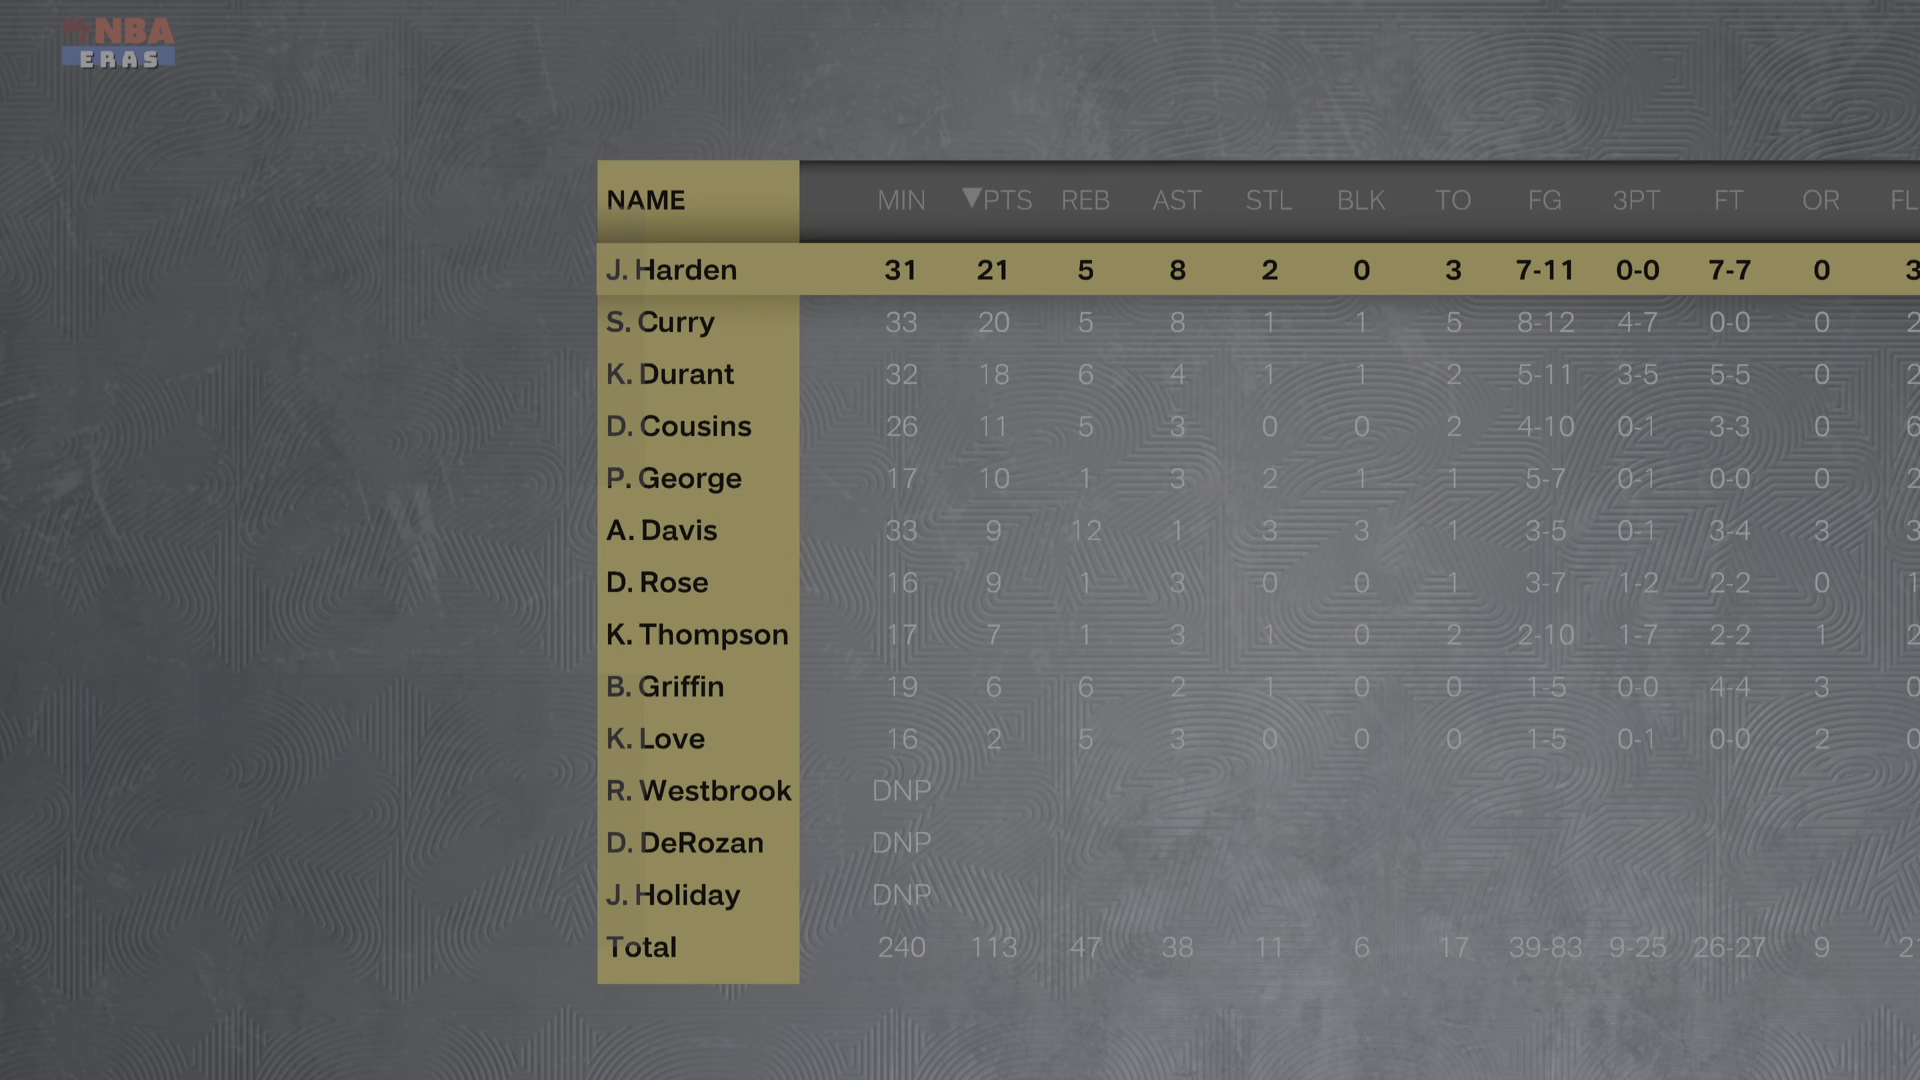 MyNBA
ERAS
NAME MIN ▼PTS REB AST STL BLK TO FG 3PT FT OR FL
J. Harden 31 21 5 8 2 0 3 7-11 0-0 7-7 0 3
S. Curry 33 20 5 8 1 1 5 8-12 4-7 0-0 0 2
K. Durant 32 18 6 4 1 1 2 5-11 3-5 5-5 0 2
D. Cousins 26 11 5 3 0 0 2 4-10 0-1 3-3 0 6
P. George 17 10 1 3 2 1 1 5-7 0-1 0-0 0 2
A. Davis 33 9 12 1 3 3 1 3-5 0-1 3-4 3 3
D. Rose 16 9 1 3 0 0 1 3-7 1-2 2-2 0 1
K. Thompson 17 7 1 3 1 0 2 2-10 1-7 2-2 1 2
B. Griffin 19 6 6 2 1 0 0 1-5 0-0 4-4 3 0
K. Love 16 2 5 3 0 0 0 1-5 0-1 0-0 2 0
R. Westbrook DNP
D. DeRozan DNP
J. Holiday DNP
Total 240 113 47 38 11 6 17 39-83 9-25 26-27 9 21